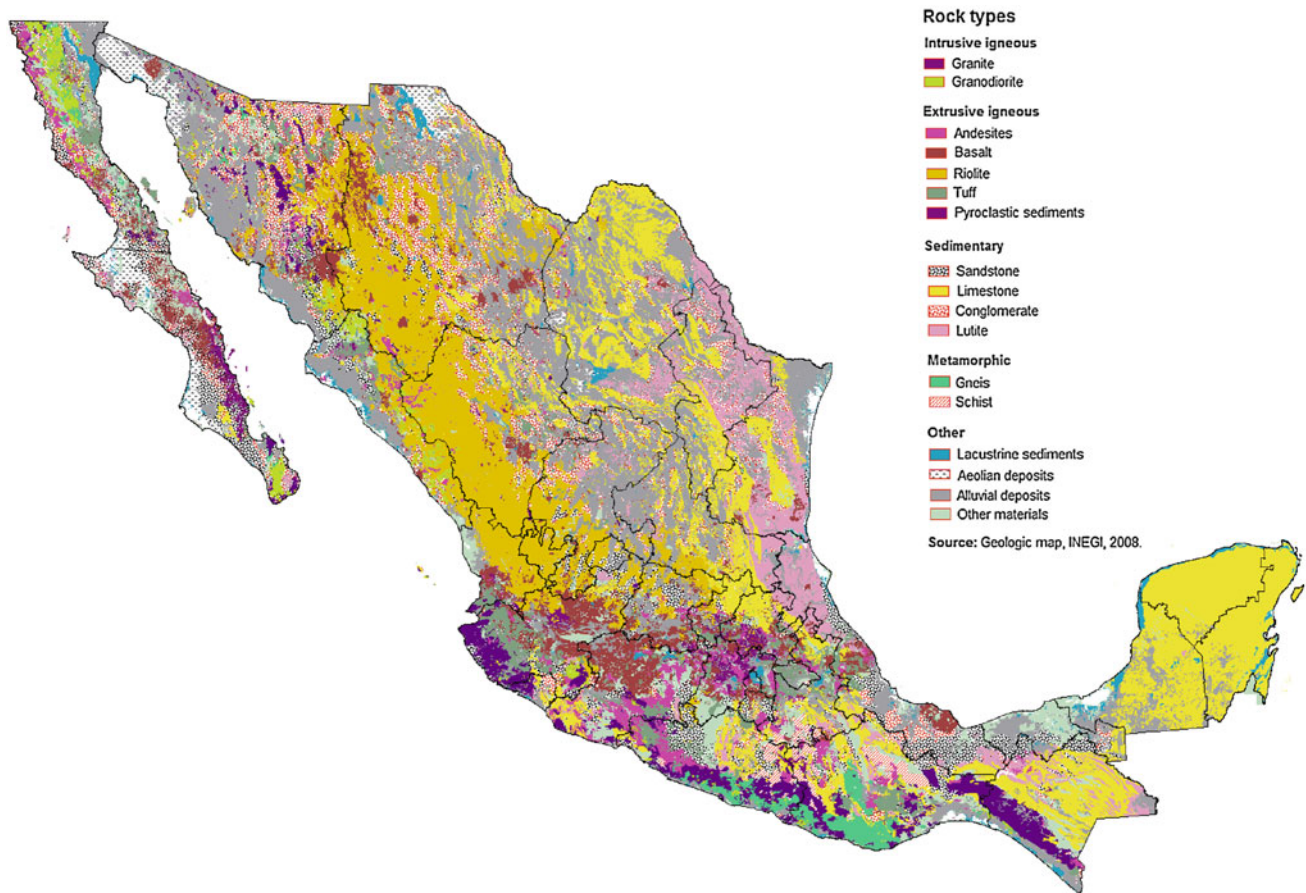 Rock types
Intrusive igneous
Granite
Granodiorite
Extrusive igneous
Andesites
Basalt
Riolite
Tuff
Pyroclastic sediments
Sedimentary
Sandstone
Limestone
Conglomerate
Lutite
Metamorphic
Gneis
Schist
Other
Lacustrine sediments
Aeolian deposits
Alluvial deposits
Other materials
Source: Geologic map, INEGI, 2008.